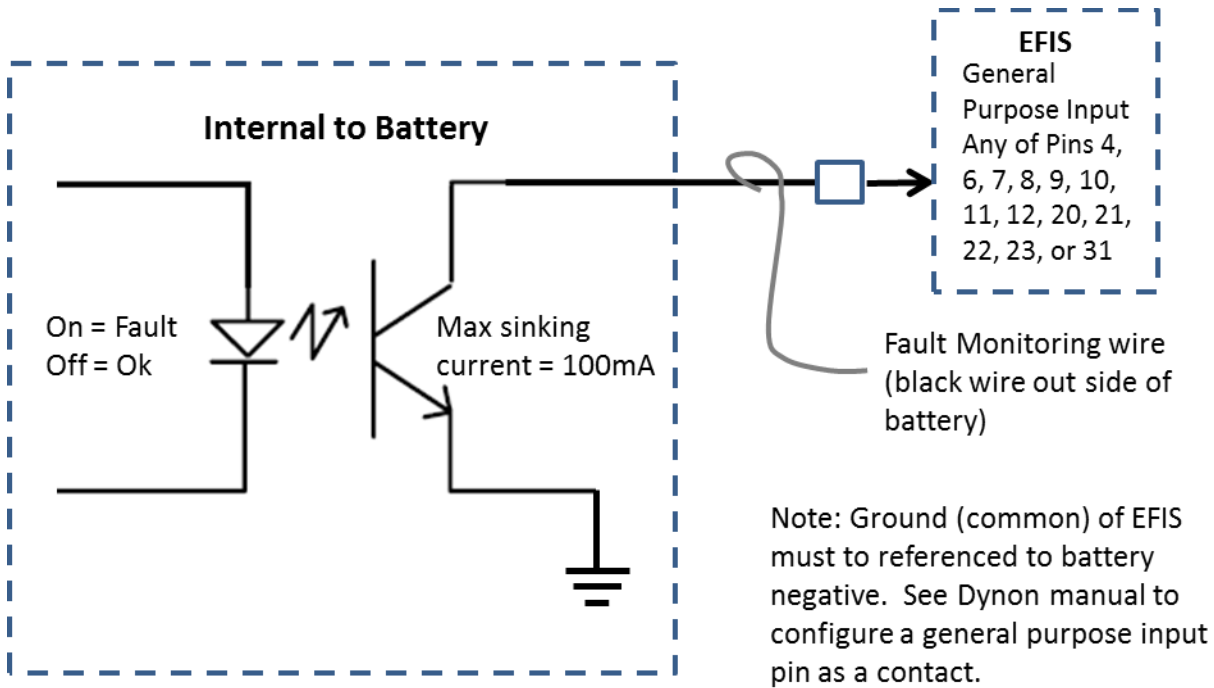 EFIS
General
Purpose Input
Any of Pins 4,
6, 7, 8, 9, 10,
11, 12, 20, 21,
22, 23, or 31
Internal to Battery
On = Fault
Off = Ok
Max sinking
current = 100mA
Fault Monitoring wire
(black wire out side of
battery)
Note: Ground (common) of EFIS
must to referenced to battery
negative.  See Dynon manual to
configure a general purpose input
pin as a contact.